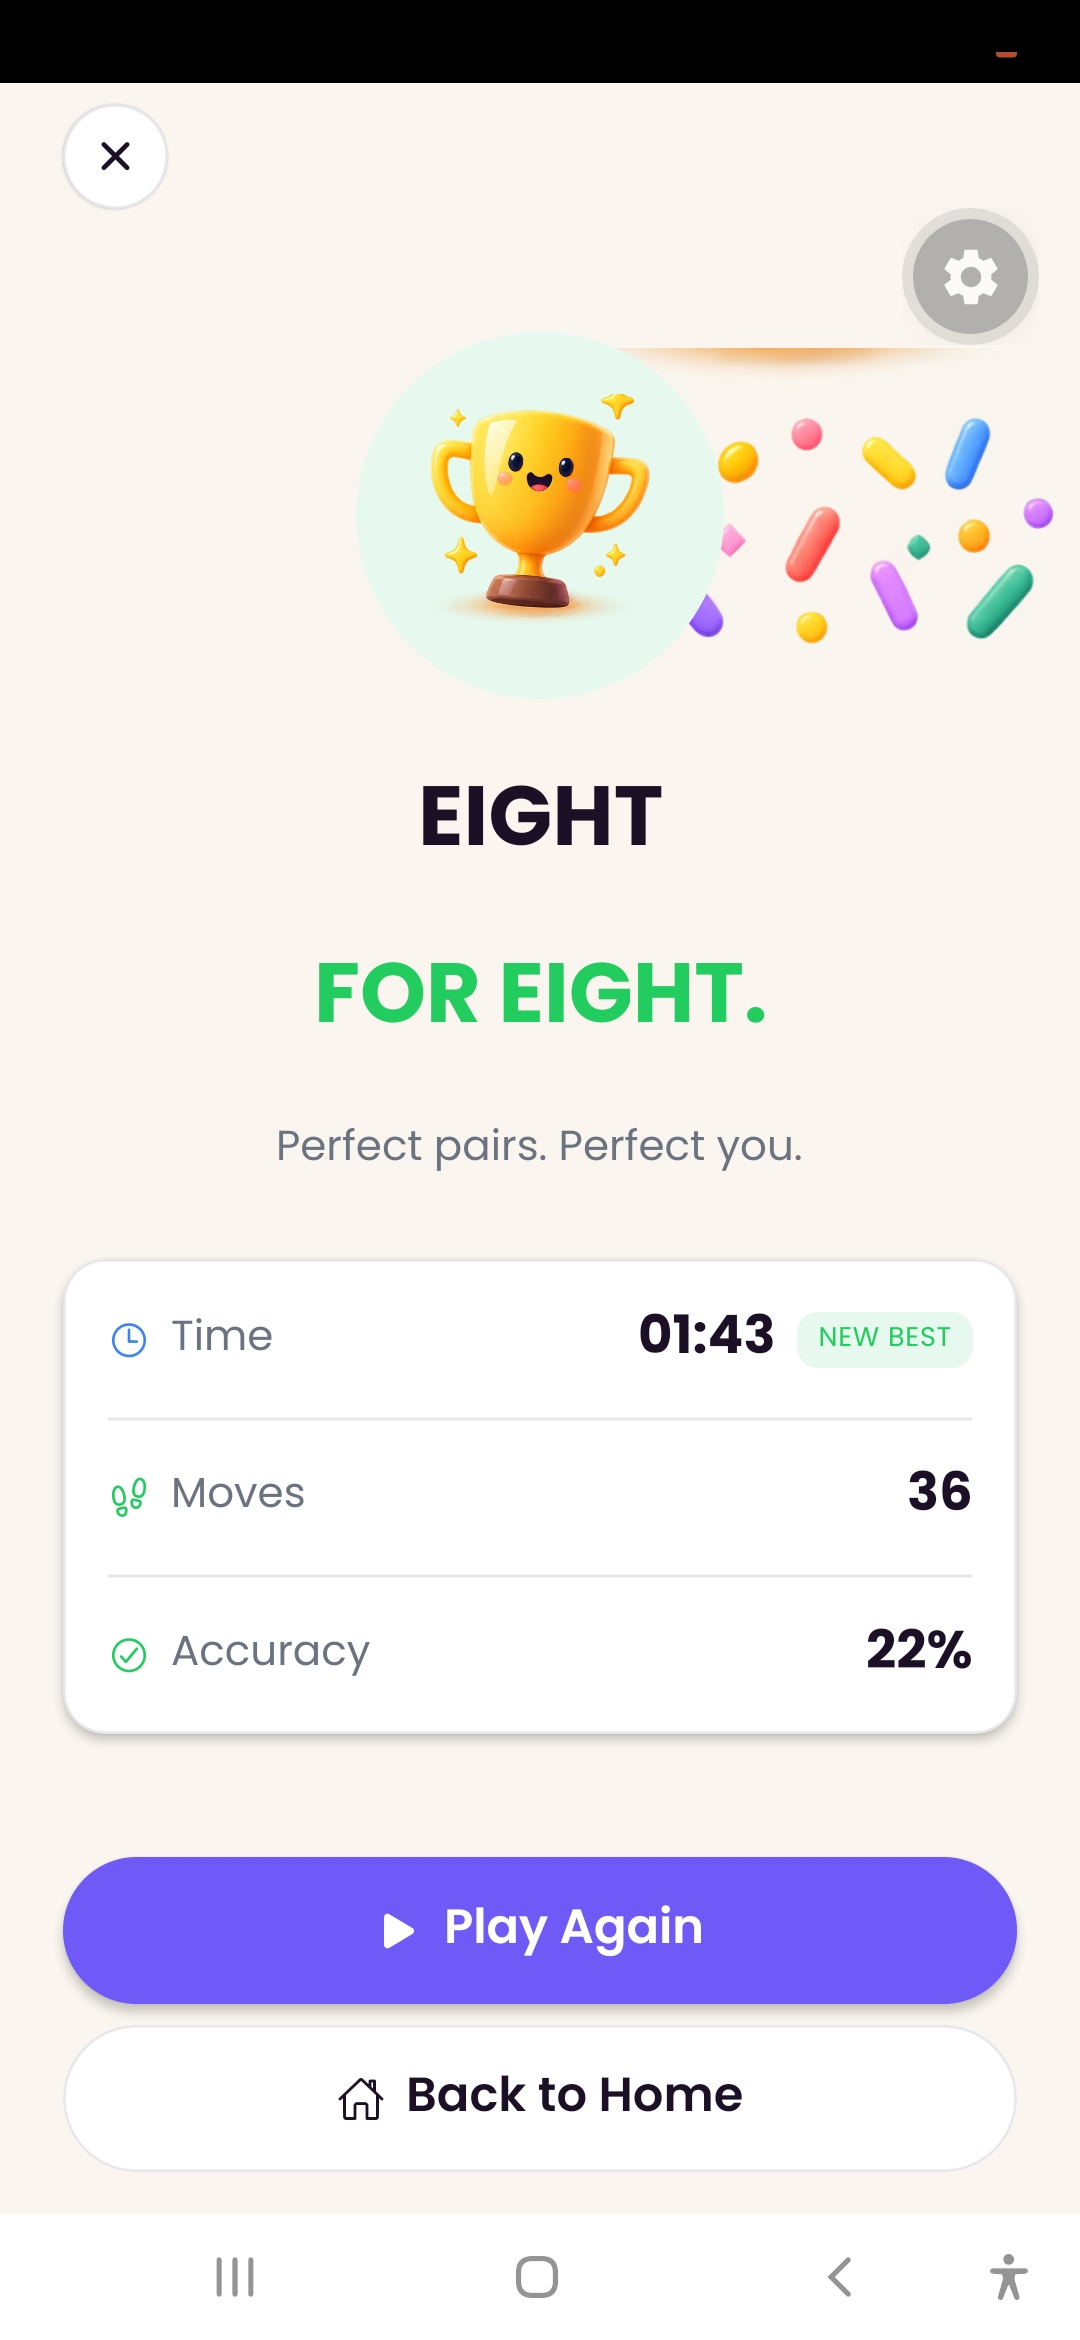 EIGHT
FOR EIGHT.
Perfect pairs. Perfect you.
Time 01:43 NEW BEST
Moves 36
Accuracy 22%
Play Again
Back to Home